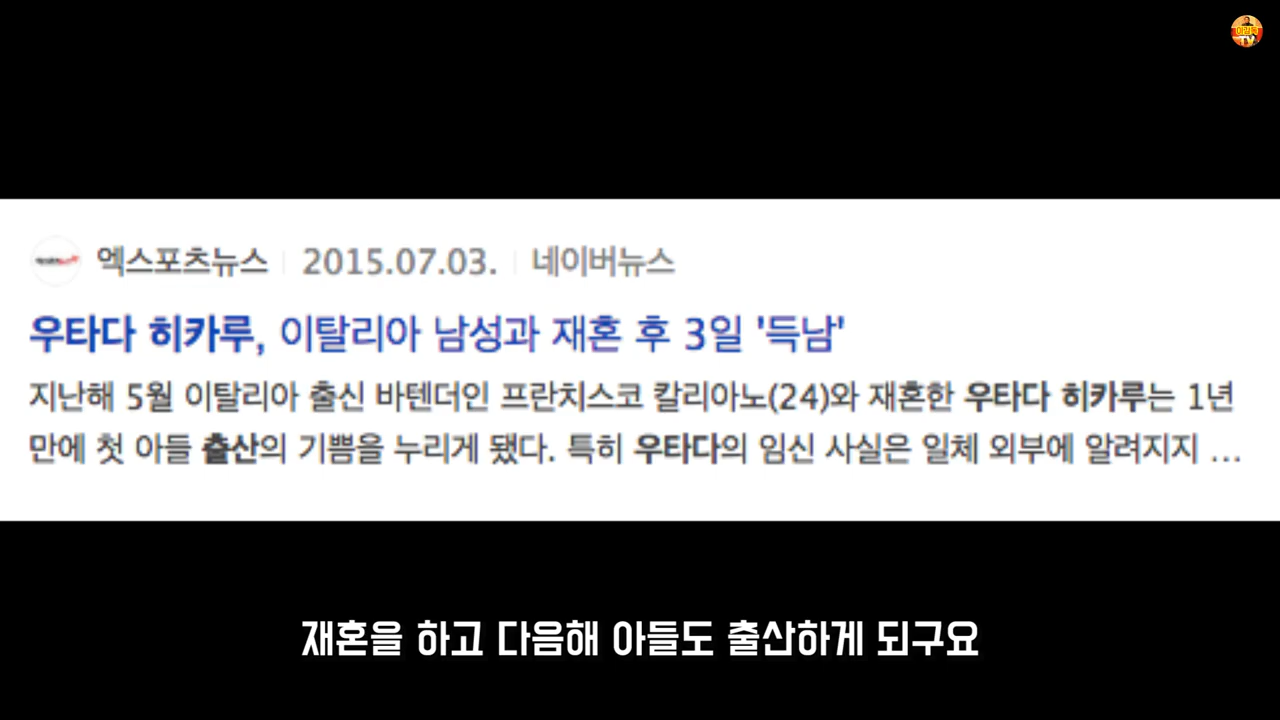 엑스포츠뉴스 2015.07.03. 네이버뉴스
우타다 히카루, 이탈리아 남성과 재혼 후 3일 '득남'
지난해 5월 이탈리아 출신 바텐더인 프란치스코 칼리아노(24)와 재혼한 우타다 히카루는 1년
만에 첫 아들 출산의 기쁨을 누리게 됐다. 특히 우타다의 임신 사실은 일체 외부에 알려지지 ...
재혼을 하고 다음해 아들도 출산하게 되구요